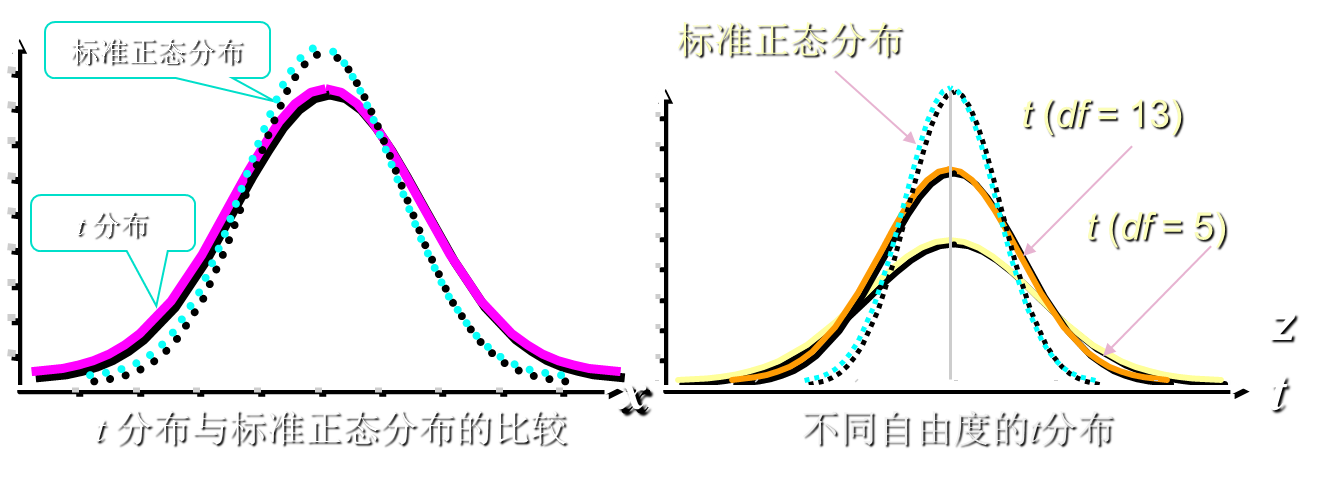 标准正态分布
t 分布
x
t 分布与标准正态分布的比较
标准正态分布
t (df = 13)
t (df = 5)
z
t
不同自由度的t分布